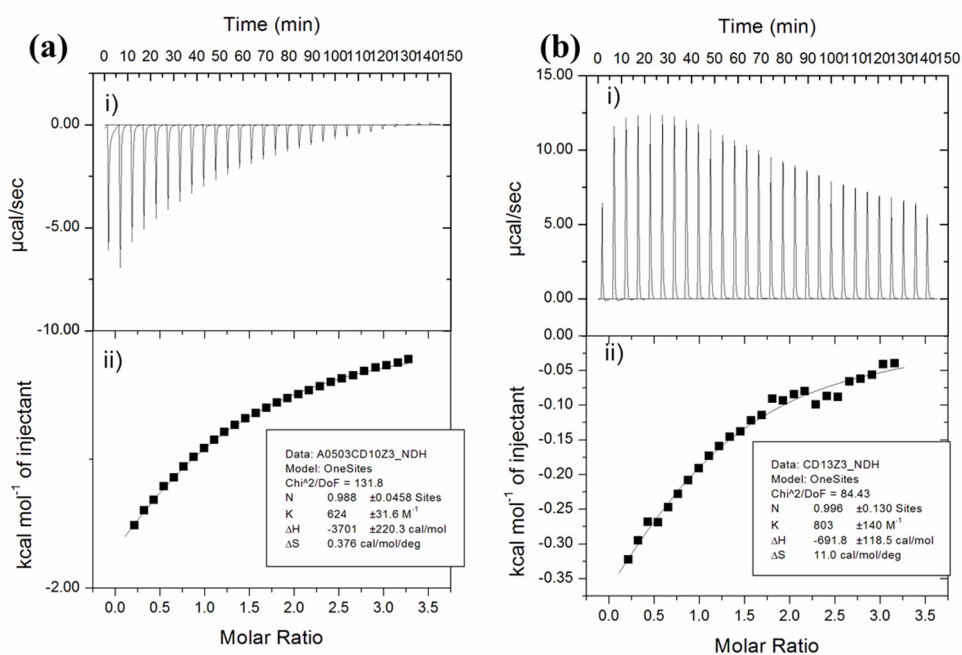 (a)
Time (min)
0 10 20 30 40 50 60 70 80 90 100110 120 130 140 150
i)
0.00
-5.00
-10.00
µcal/sec
ii)
-2.00
kcal mol-1 of injectant
Data: A0503CD10Z3_NDH
Model: OneSites
Chi^2/DoF = 131.8
N 0.988 ±0.0458 Sites
K 624 ±31.6 M-1
ΔH -3701 ±220.3 cal/mol
ΔS 0.376 cal/mol/deg
0.0 0.5 1.0 1.5 2.0 2.5 3.0 3.5
Molar Ratio
(b)
Time (min)
0 10 20 30 40 50 60 70 80 90 100 110 120 130 140 150
15.00
i)
10.00
5.00
0.00
0.00
µcal/sec
ii)
-0.05
-0.10
-0.15
-0.20
-0.25
-0.30
-0.35
kcal mol-1 of injectant
Data: CD13Z3_NDH
Model: OneSites
Chi^2/DoF = 84.43
N 0.996 ±0.130 Sites
K 803 ±140 M-1
ΔH -691.8 ±118.5 cal/mol
ΔS 11.0 cal/mol/deg
0.0 0.5 1.0 1.5 2.0 2.5 3.0 3.5
Molar Ratio